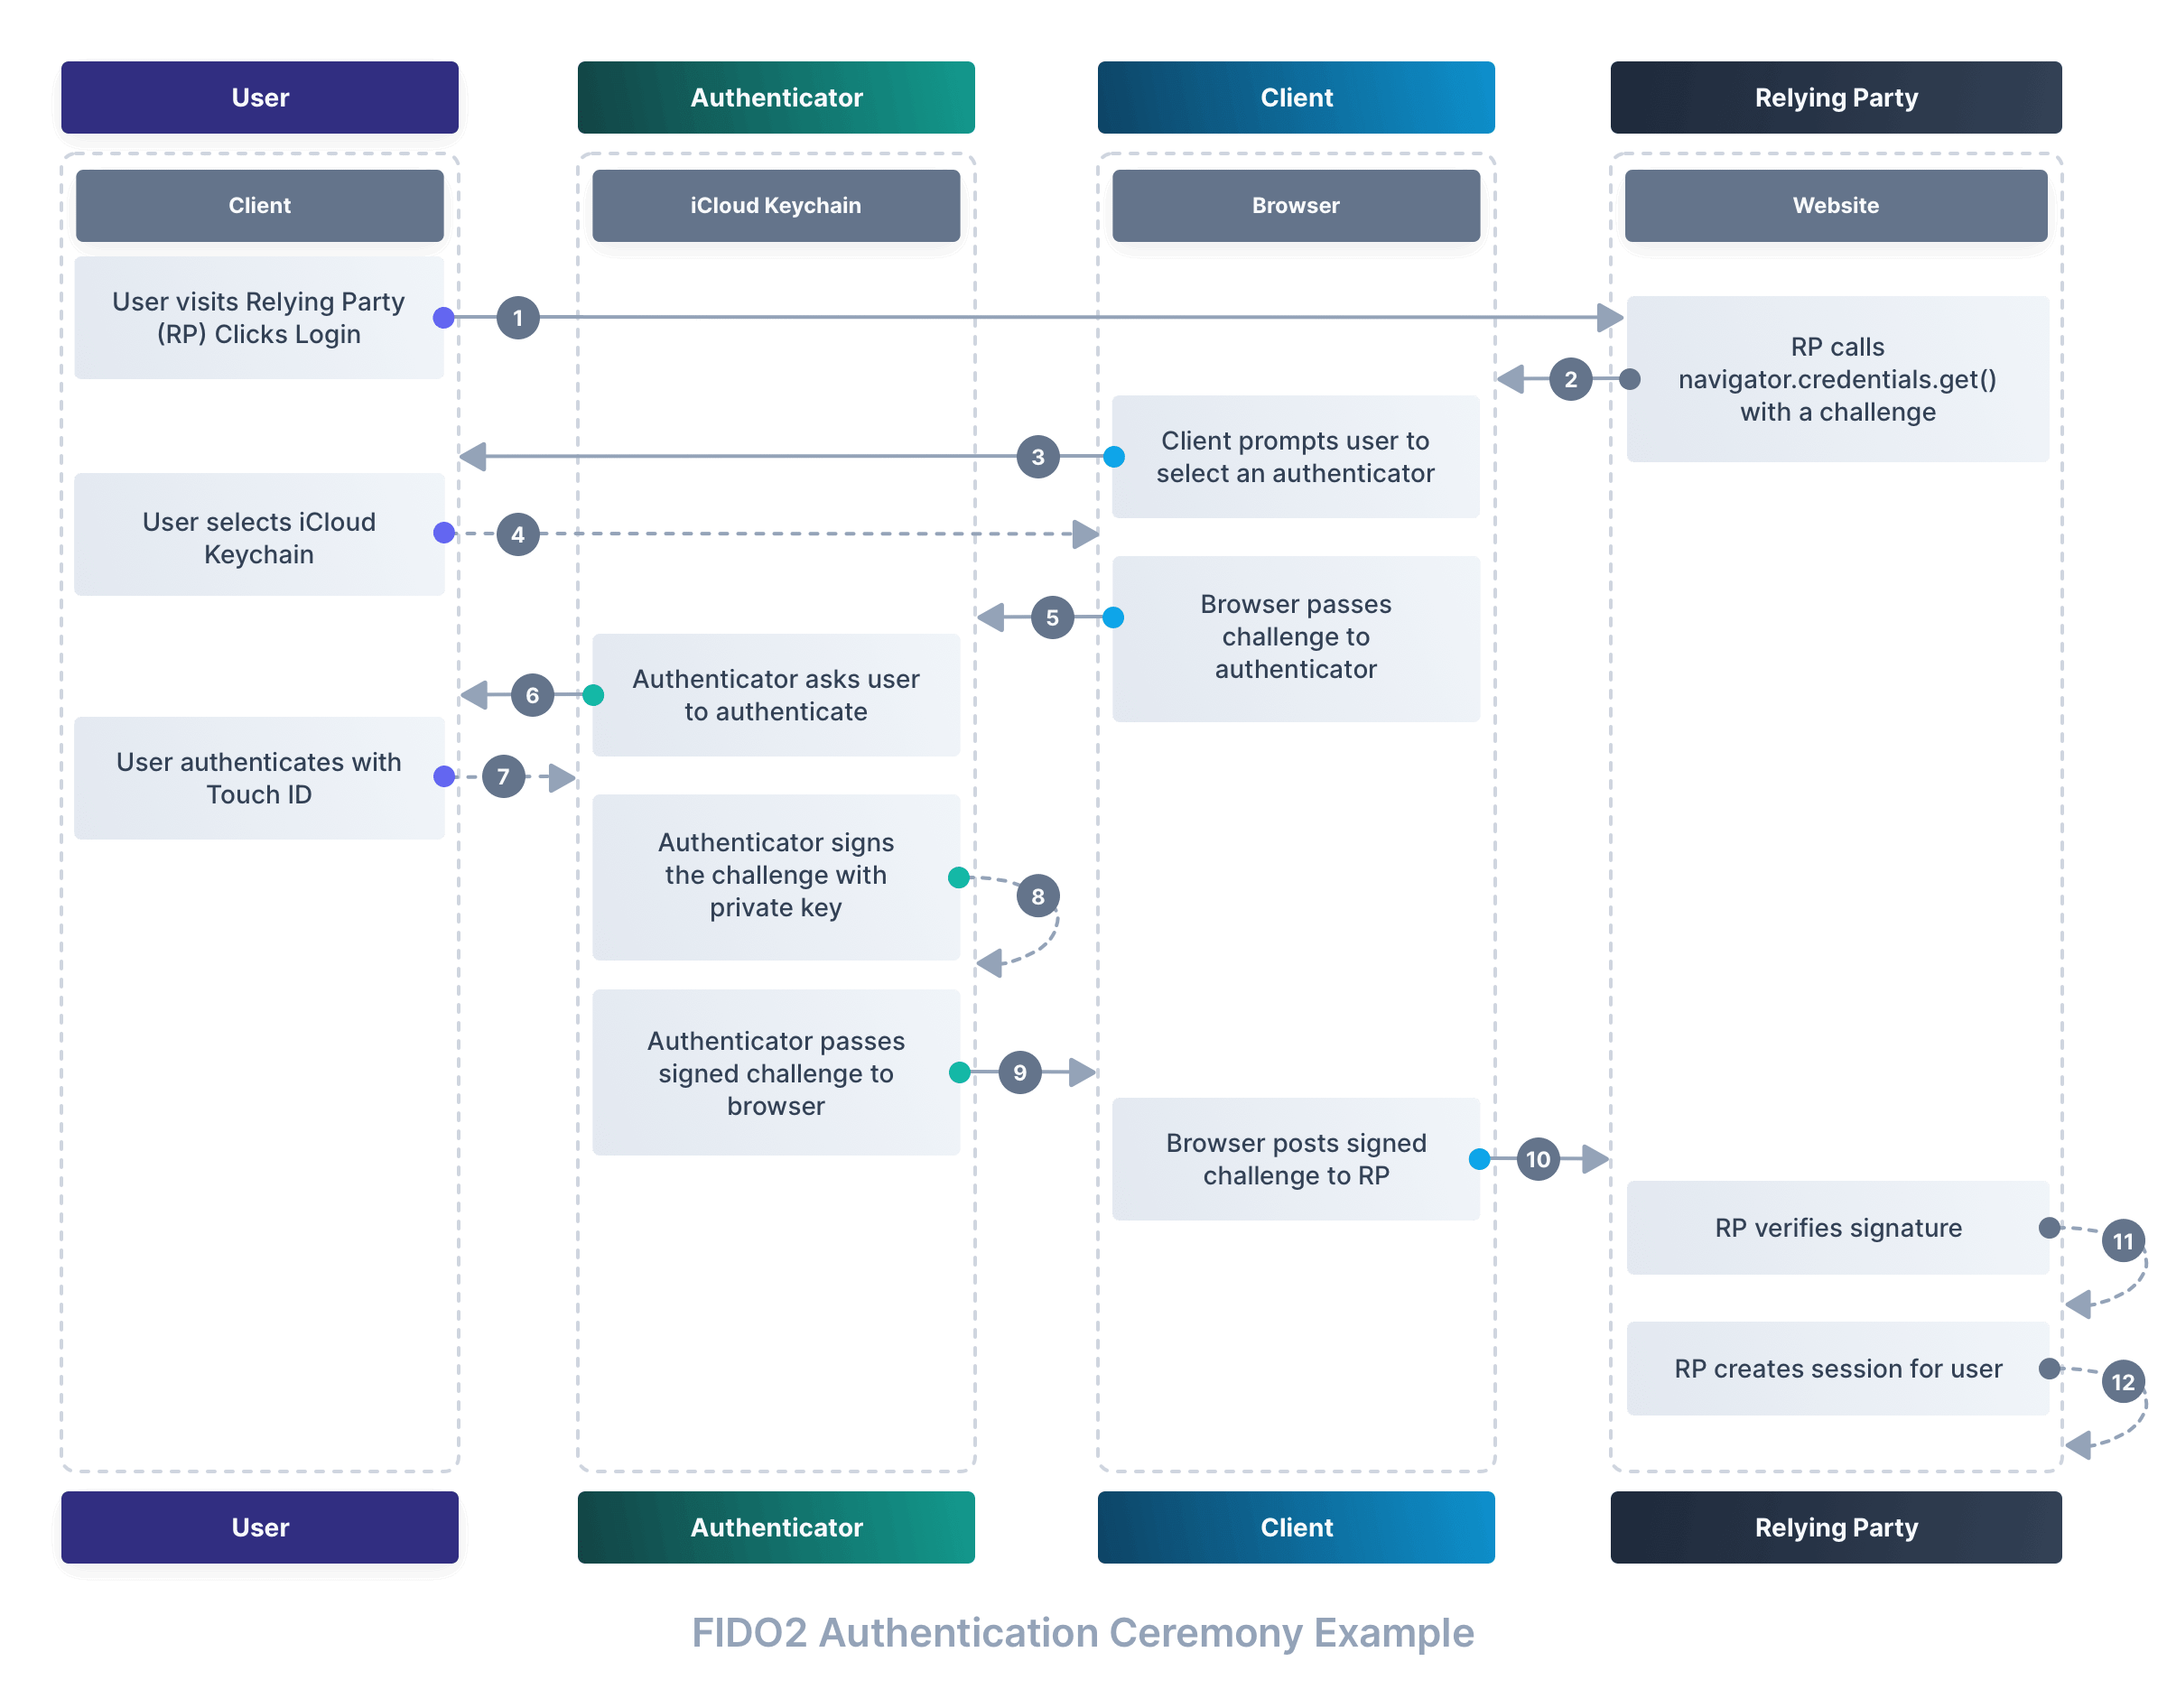 User
Authenticator
Client
Relying Party
Client
iCloud Keychain
Browser
Website
User visits Relying Party
(RP) Clicks Login
1
RP calls
navigator.credentials.get()
with a challenge
2
Client prompts user to
select an authenticator
3
User selects iCloud
Keychain
4
Browser passes
challenge to
authenticator
5
Authenticator asks user
to authenticate
6
User authenticates with
Touch ID
7
Authenticator signs
the challenge with
private key
8
Authenticator passes
signed challenge to
browser
9
Browser posts signed
challenge to RP
10
RP verifies signature
11
RP creates session for user
12
User
Authenticator
Client
Relying Party
FIDO2 Authentication Ceremony Example